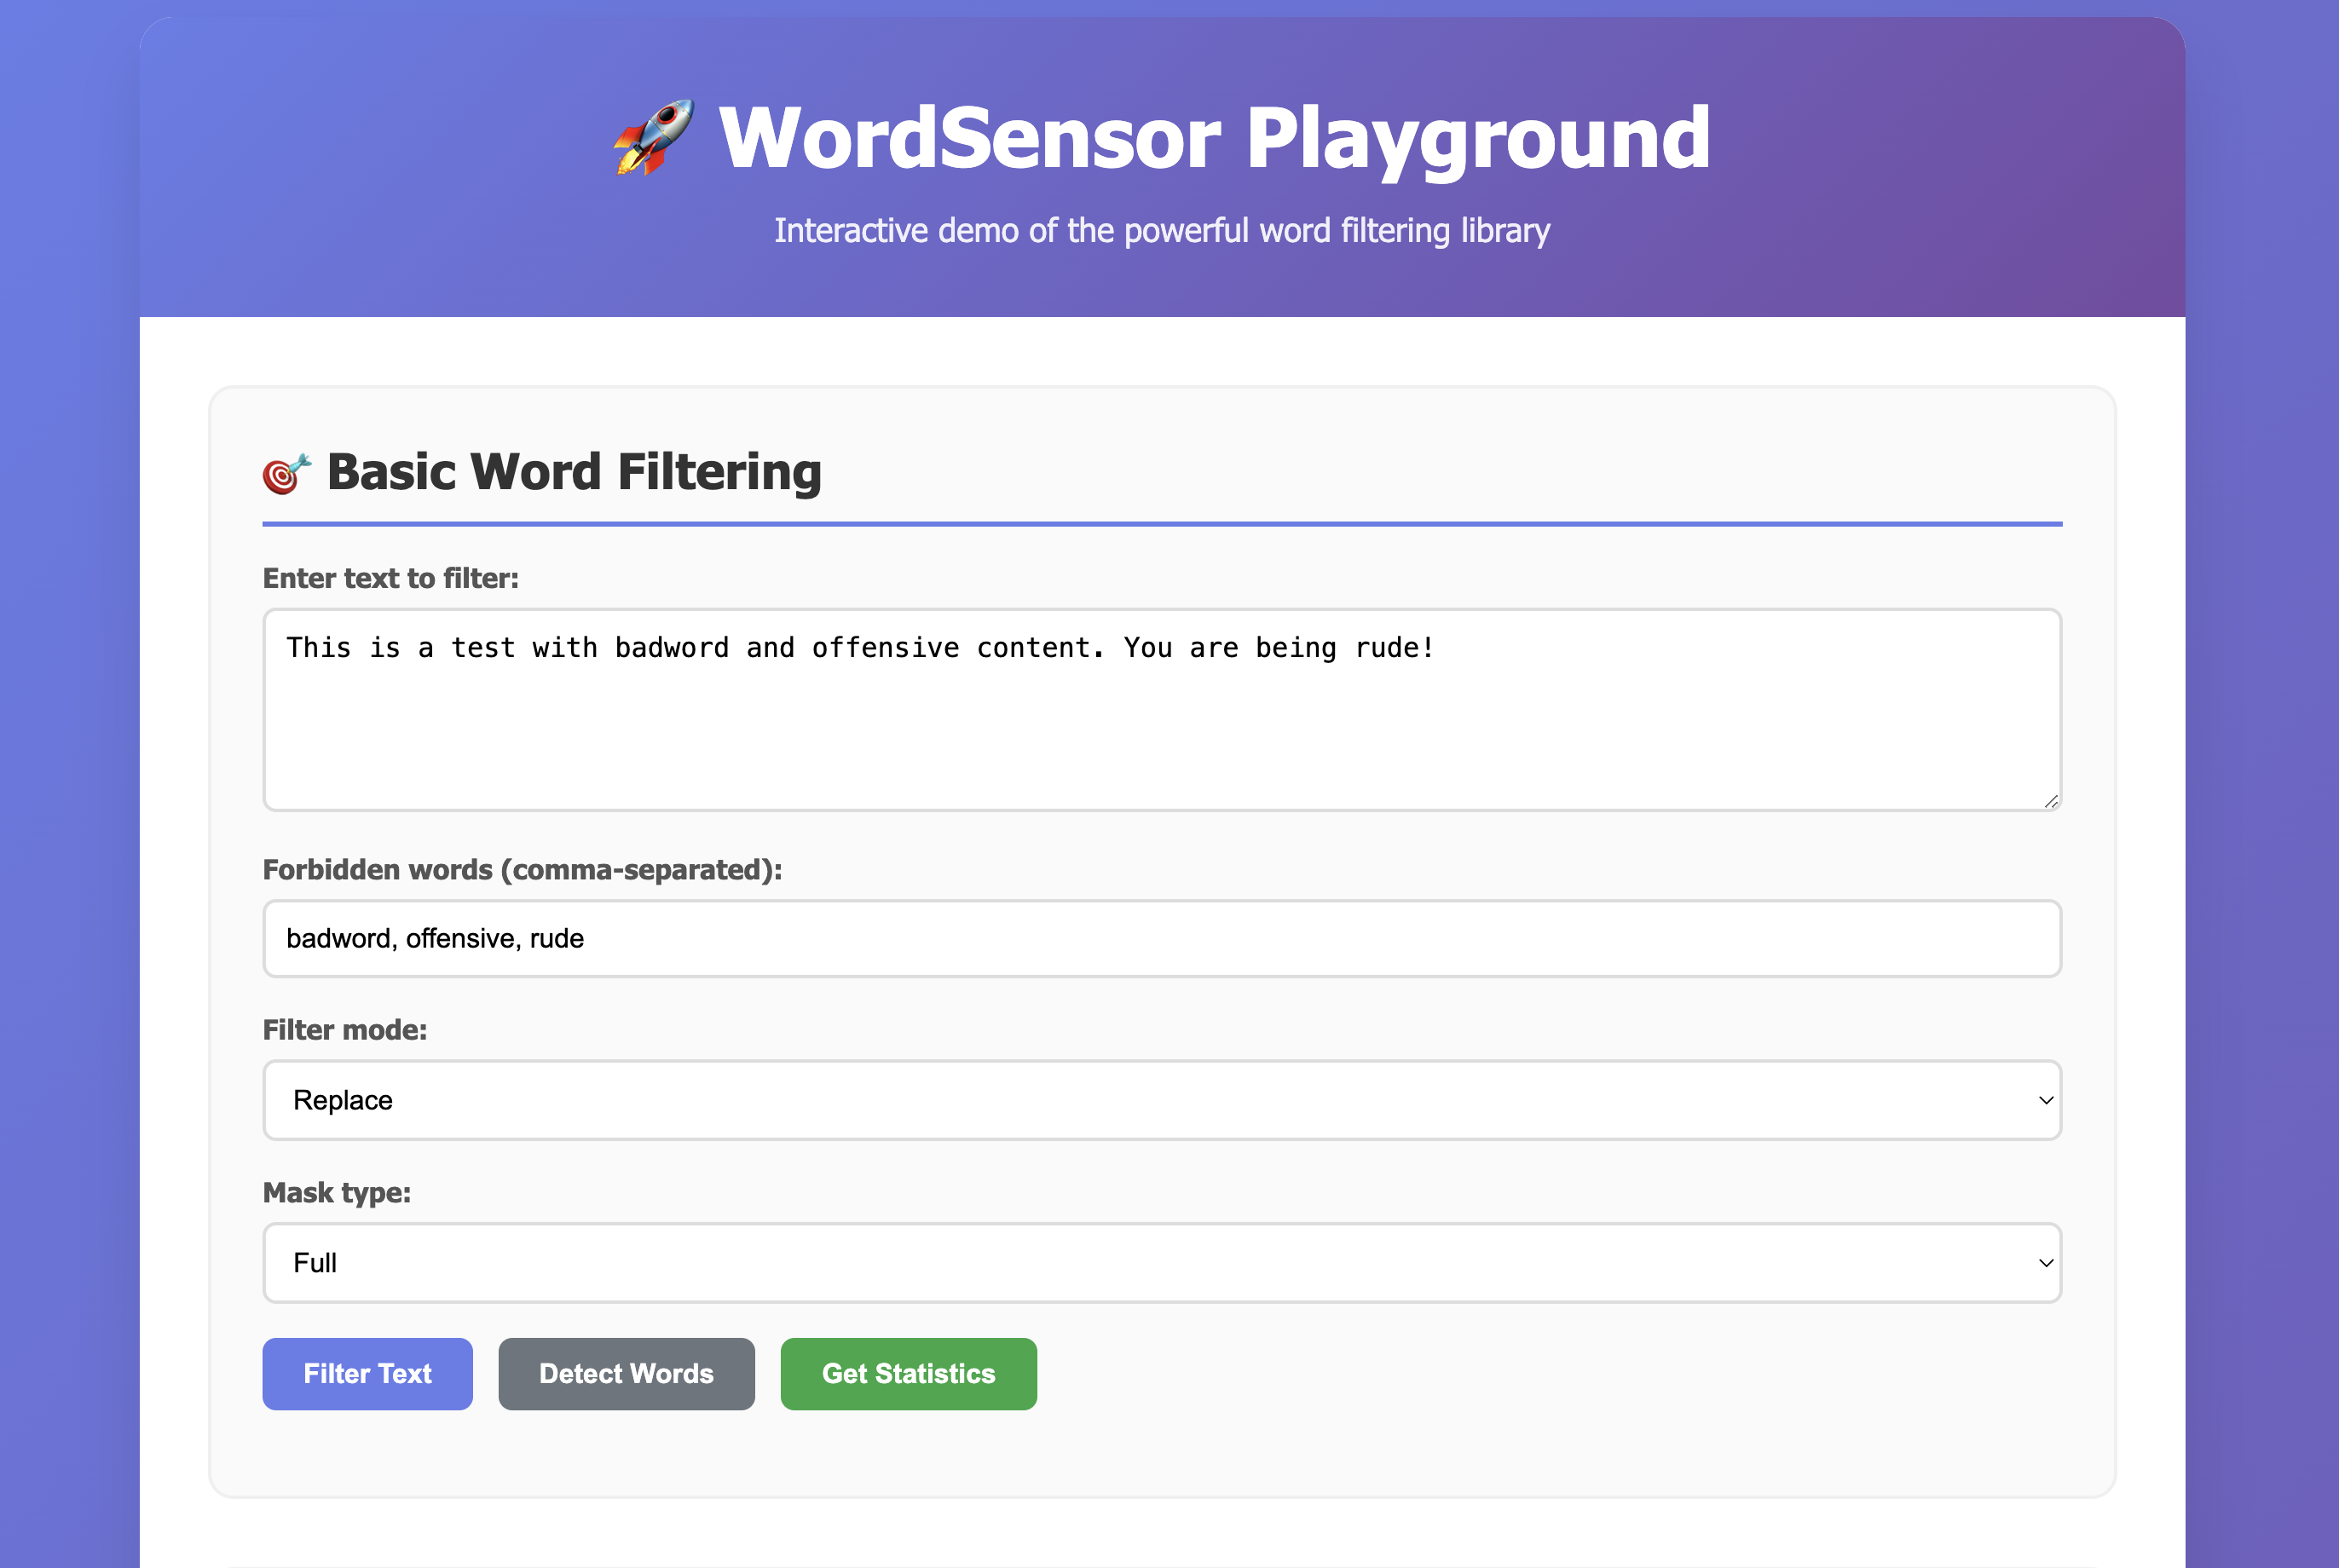 🚀 WordSensor Playground
Interactive demo of the powerful word filtering library
🎯 Basic Word Filtering
Enter text to filter:
This is a test with badword and offensive content. You are being rude!
Forbidden words (comma-separated):
badword, offensive, rude
Filter mode:
Replace
Mask type:
Full
Filter Text
Detect Words
Get Statistics